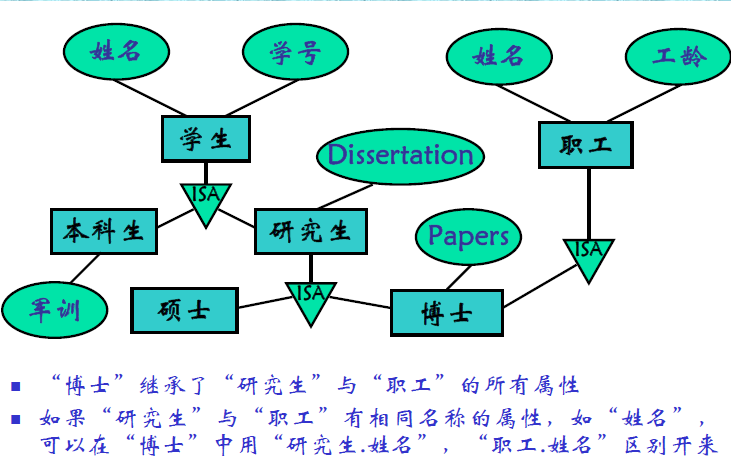 姓名
学号
姓名
工龄
学生
职工
Dissertation
ISA
本科生
研究生
Papers
ISA
军训
硕士
ISA
博士
“博士”继承了“研究生”与“职工”的所有属性
如果“研究生”与“职工”有相同名称的属性，如“姓名”，
可以在“博士”中用“研究生.姓名”，“职工.姓名”区别开来